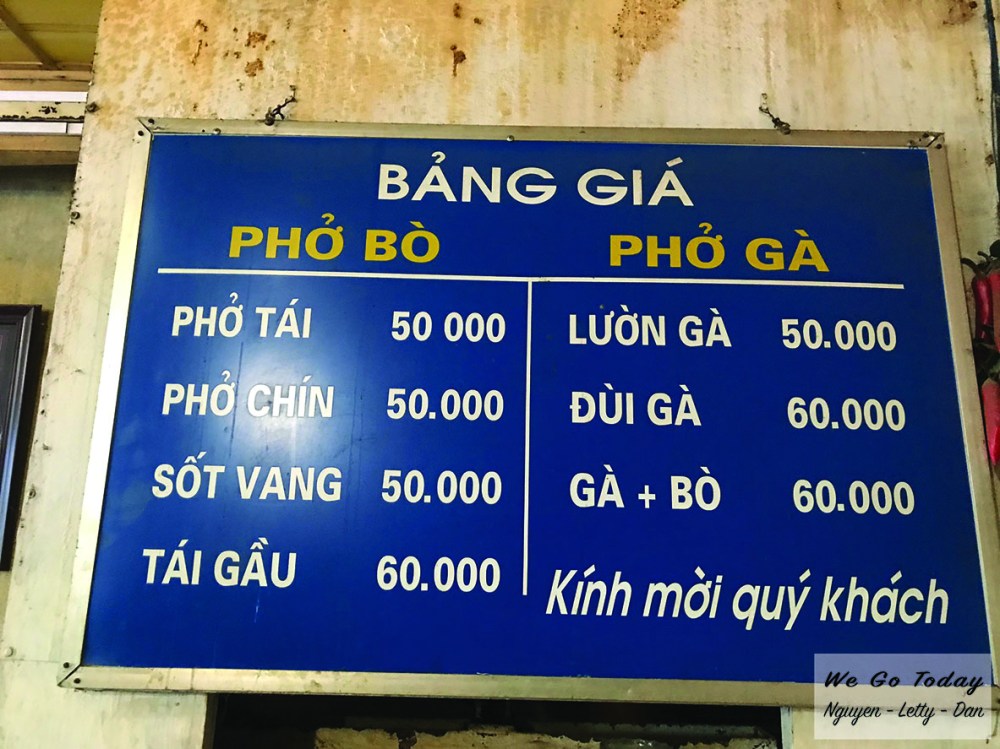 BẢNG GIÁ
PHỞ BÒ
PHỞ TÁI 50 000
PHỞ CHÍN 50.000
SỐT VANG 50.000
TÁI GẦU 60.000
PHỞ GÀ
LƯỜN GÀ 50.000
ĐÙI GÀ 60.000
GÀ + BÒ 60.000
Kính mời quý khách
We Go Today
Nguyen - Letty - Dan